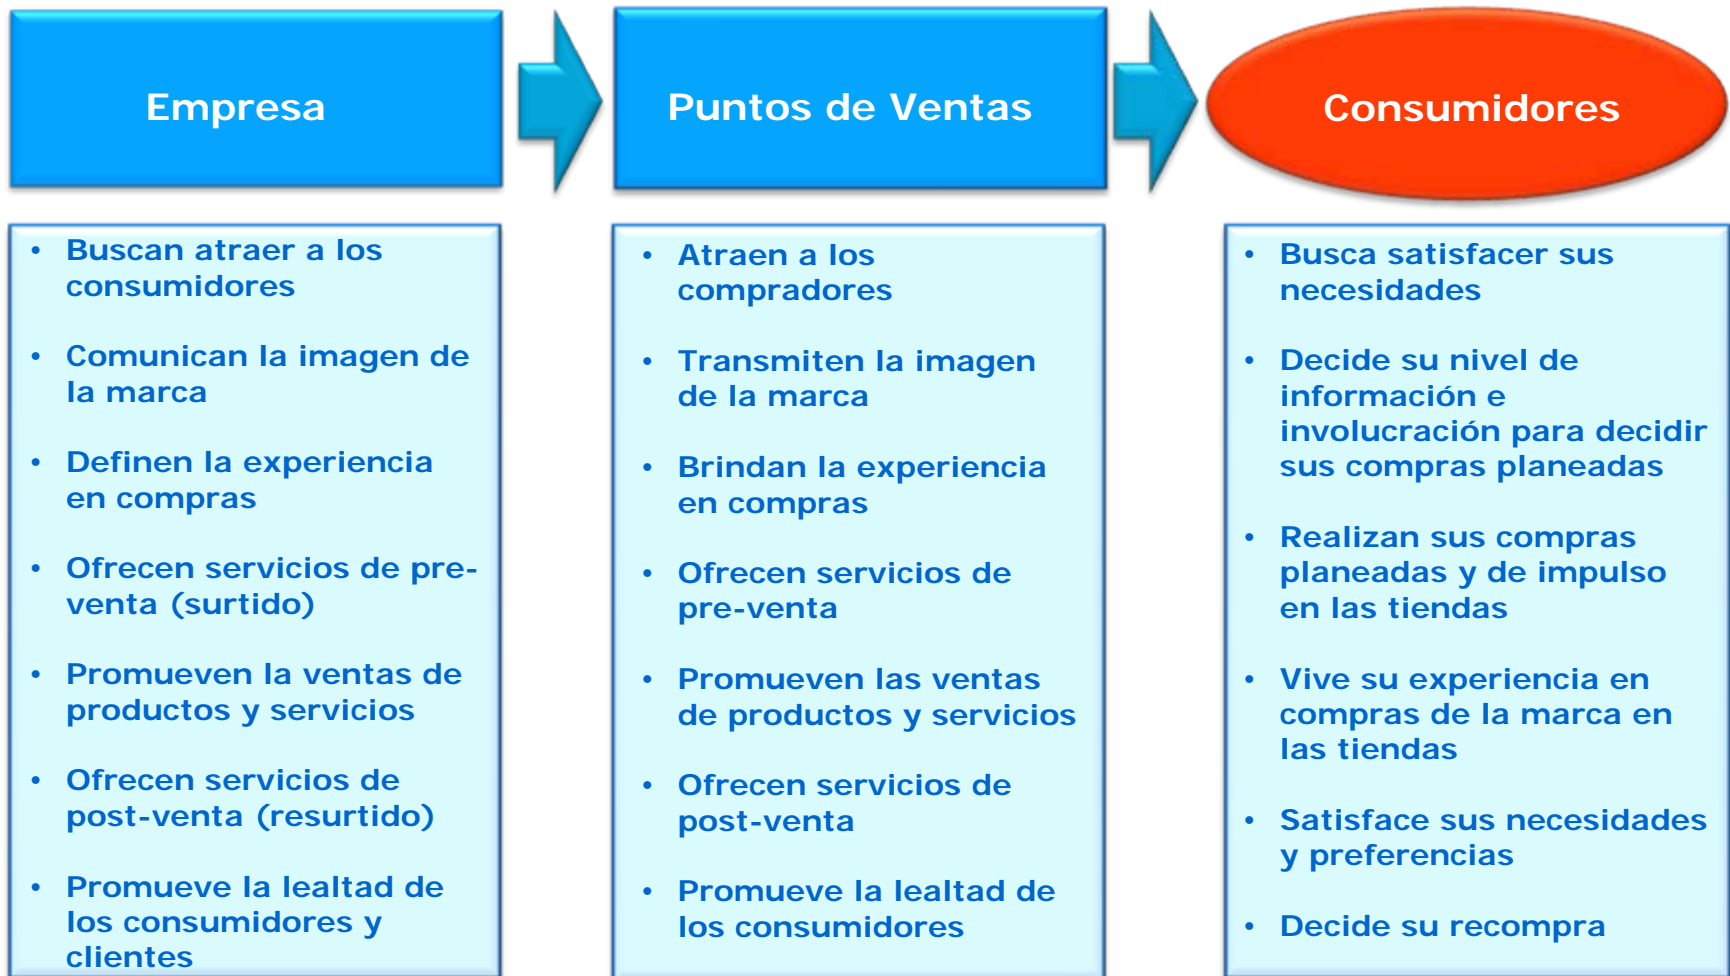 Empresa
Puntos de Ventas
Consumidores
• Buscan atraer a los
consumidores
• Comunican la imagen de
la marca
• Definen la experiencia
en compras
• Ofrecen servicios de pre-
venta (surtido)
• Promueven la ventas de
productos y servicios
• Ofrecen servicios de
post-venta (resurtido)
• Promueve la lealtad de
los consumidores y
clientes
• Atraen a los
compradores
• Transmiten la imagen
de la marca
• Brindan la experiencia
en compras
• Ofrecen servicios de
pre-venta
• Promueven las ventas
de productos y servicios
• Ofrecen servicios de
post-venta
• Promueve la lealtad de
los consumidores
• Busca satisfacer sus
necesidades
• Decide su nivel de
información e
involucración para decidir
sus compras planeadas
• Realizan sus compras
planeadas y de impulso
en las tiendas
• Vive su experiencia en
compras de la marca en
las tiendas
• Satisface sus necesidades
y preferencias
• Decide su recompra